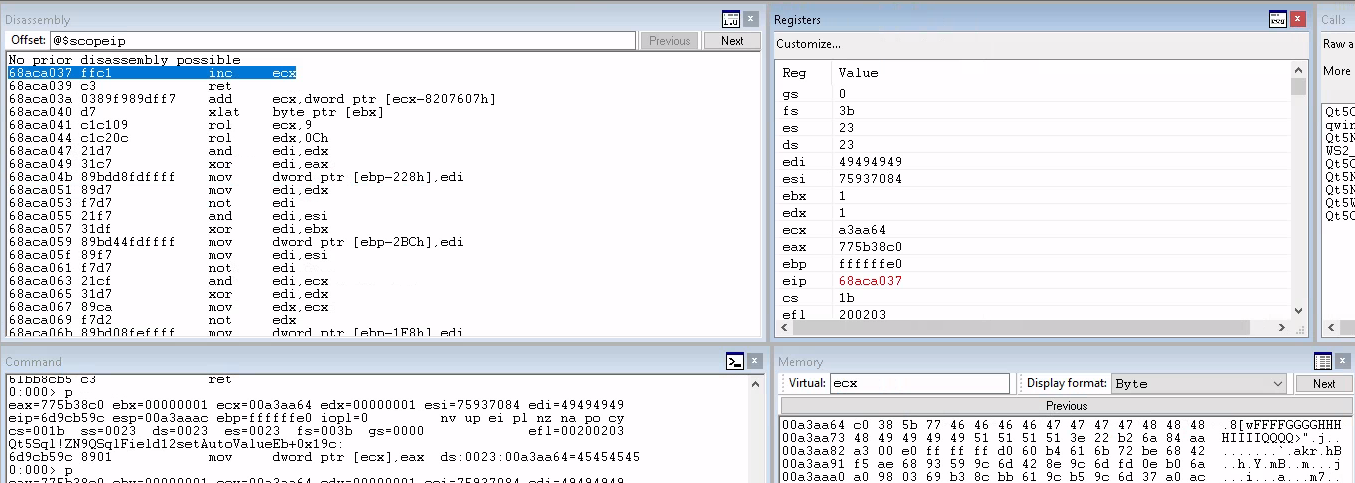 Disassembly
Offset: @$scopeip Previous Next
No prior disassembly possible
68aca037 ffc1 inc ecx
68aca039 c3 ret
68aca03a 0389f989dff7 add ecx,dword ptr [ecx-8207607h]
68aca040 d7 xlat byte ptr [ebx]
68aca041 c1c109 rol ecx,9
68aca044 c1c20c rol edx,0Ch
68aca047 21d7 and edi,edx
68aca049 31c7 xor edi,eax
68aca04b 89bdd8fdffff mov dword ptr [ebp-228h],edi
68aca051 89d7 mov edi,edx
68aca053 f7d7 not edi
68aca055 21f7 and edi,esi
68aca057 31df xor edi,ebx
68aca059 89bd44fdffff mov dword ptr [ebp-2BCh],edi
68aca05f 89f7 mov edi,esi
68aca061 f7d7 not edi
68aca063 21cf and edi,ecx
68aca065 31d7 xor edi,edx
68aca067 89ca mov edx,ecx
68aca069 f7d2 not edx
68aca06b 89bd08feffff mov dword ptr [ebp-1F8h],edi
Registers
Customize...
Reg Value
gs 0
fs 3b
es 23
ds 23
edi 49494949
esi 75937084
ebx 1
edx 1
ecx a3aa64
eax 775b38c0
ebp ffffffe0
eip 68aca037
cs 1b
efl 200203
Calls
Raw a
More
Qt5C
qwin
Qt5N
WS2_
Qt5C
Qt5N
Qt5N
Qt5W
Qt5C
Command
61bb8cb5 c3 ret
0:000> p
eax=775b38c0 ebx=00000001 ecx=00a3aa64 edx=00000001 esi=75937084 edi=49494949
eip=6d9cb59c esp=00a3aaac ebp=ffffffe0 iopl=0 nv up ei pl nz na po cy
cs=001b ss=0023 ds=0023 es=0023 fs=003b gs=0000 efl=00200203
Qt5Sql!ZN9QSqlField12setAutoValueEb+0x19c:
6d9cb59c 8901 mov dword ptr [ecx],eax ds:0023:00a3aa64=45454545
0:000> p
eax=775b38c0 ebx=00000001 ecx=00a3aa64 edx=00000001 esi=75937084 edi=49494949
Memory
Virtual: ecx Display format: Byte Next
Previous
00a3aa64 c0 38 5b 77 46 46 46 46 47 47 47 47 48 48 48 .8[wFFFFGGGGHHH
00a3aa73 48 49 49 49 49 51 51 51 51 3e 22 b2 6a 84 aa HIIIIQQQQ>".j..
00a3aa82 a3 00 e0 ff ff ff d0 60 b4 61 6b 72 be 68 42 .......`.akr.hB
00a3aa91 f5 ae 68 93 59 9c 6d 42 8e 9c 6d fd 0e b0 6a ..h.Y.mB..m...j
00a3aaa0 a0 98 03 69 b3 8c bb 61 9c b5 9c 6d 37 a0 ac ...i...a...m7..